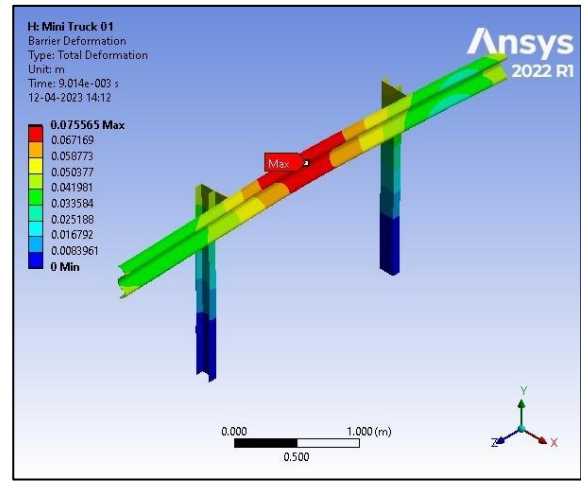 H: Mini Truck 01
Barrier Deformation
Type: Total Deformation
Unit: m
Time: 9.014e-003 s
12-04-2023 14:12
Ansys
2022 R1
0.075565 Max
0.067169
0.058773
0.050377
0.041981
0.033584
0.025188
0.016792
0.0083961
0 Min
Max
0.000 1.000 (m)
0.500
Y
Z X